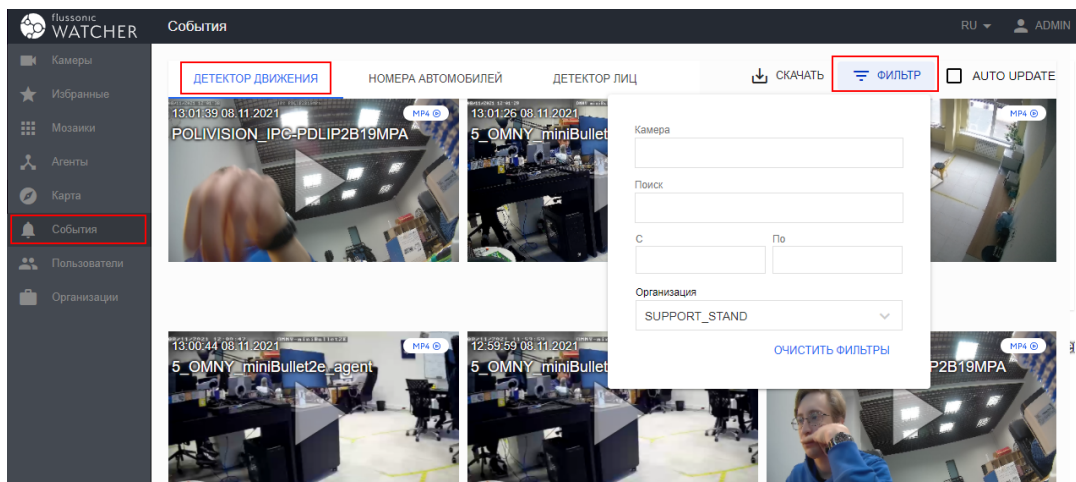 flussonic
WATCHER
События
RU
ADMIN
Камеры
Избранные
Мозаики
Агенты
Карта
События
Пользователи
Организации
ДЕТЕКТОР ДВИЖЕНИЯ
НОМЕРА АВТОМОБИЛЕЙ
ДЕТЕКТОР ЛИЦ
СКАЧАТЬ
ФИЛЬТР
AUTO UPDATE
13:01:39 08.11.2021
MP4
POLIVISION_IPC-PDLIP2B19MPA
13:01:26 08.11.2021
5_OMNY_miniBullet
MP4
Камера
Поиск
С
По
Организация
SUPPORT_STAND
ОЧИСТИТЬ ФИЛЬТРЫ
13:00:44 08.11.2021
MP4
5_OMNY_miniBullet2e_agent
12:59:59 08.11.2021
5_OMNY_miniBullet
MP4
P2B19MPA